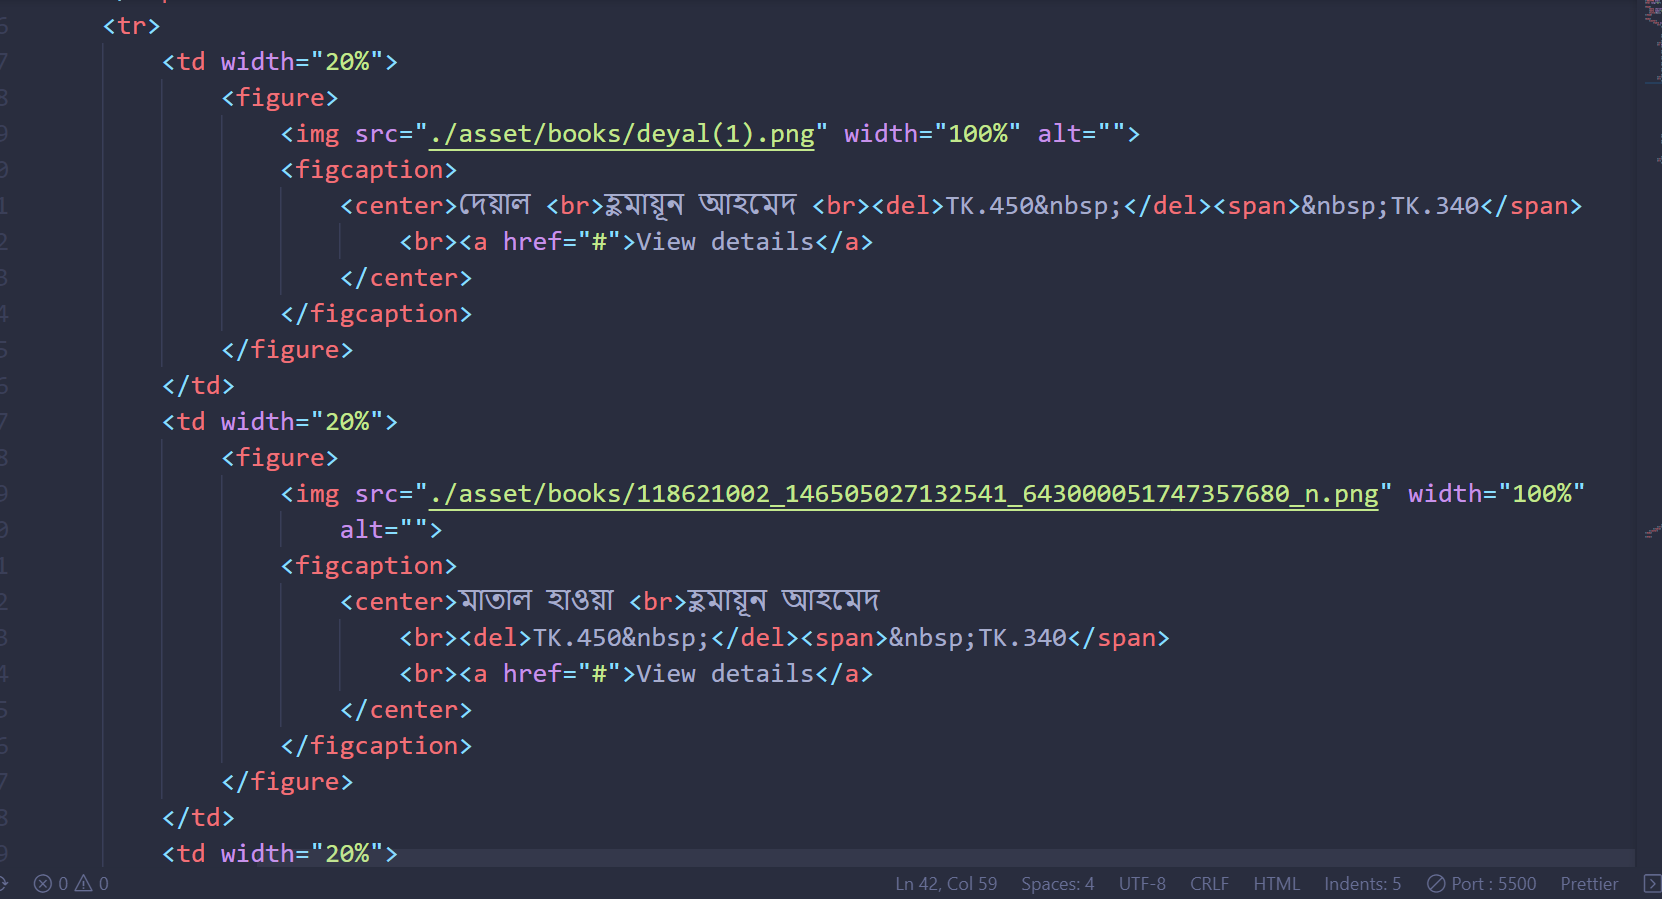 <tr>
<td width="20%">
<figure>
<img src="./asset/books/deyal(1).png" width="100%" alt="">
<figcaption>
<center>দেয়াল <br>হুমায়ূন আহমেদ <br><del>TK.450&nbsp;</del><span>&nbsp;TK.340</span>
<br><a href="#">View details</a>
</center>
</figcaption>
</figure>
</td>
<td width="20%">
<figure>
<img src="./asset/books/118621002_146505027132541_643000051747357680_n.png" width="100%"
alt="">
<figcaption>
<center>মাতাল হাওয়া <br>হুমায়ূন আহমেদ
<br><del>TK.450&nbsp;</del><span>&nbsp;TK.340</span>
<br><a href="#">View details</a>
</center>
</figcaption>
</figure>
</td>
<td width="20%">
0 0 Ln 42, Col 59 Spaces: 4 UTF-8 CRLF HTML Indents: 5 Port : 5500 Prettier